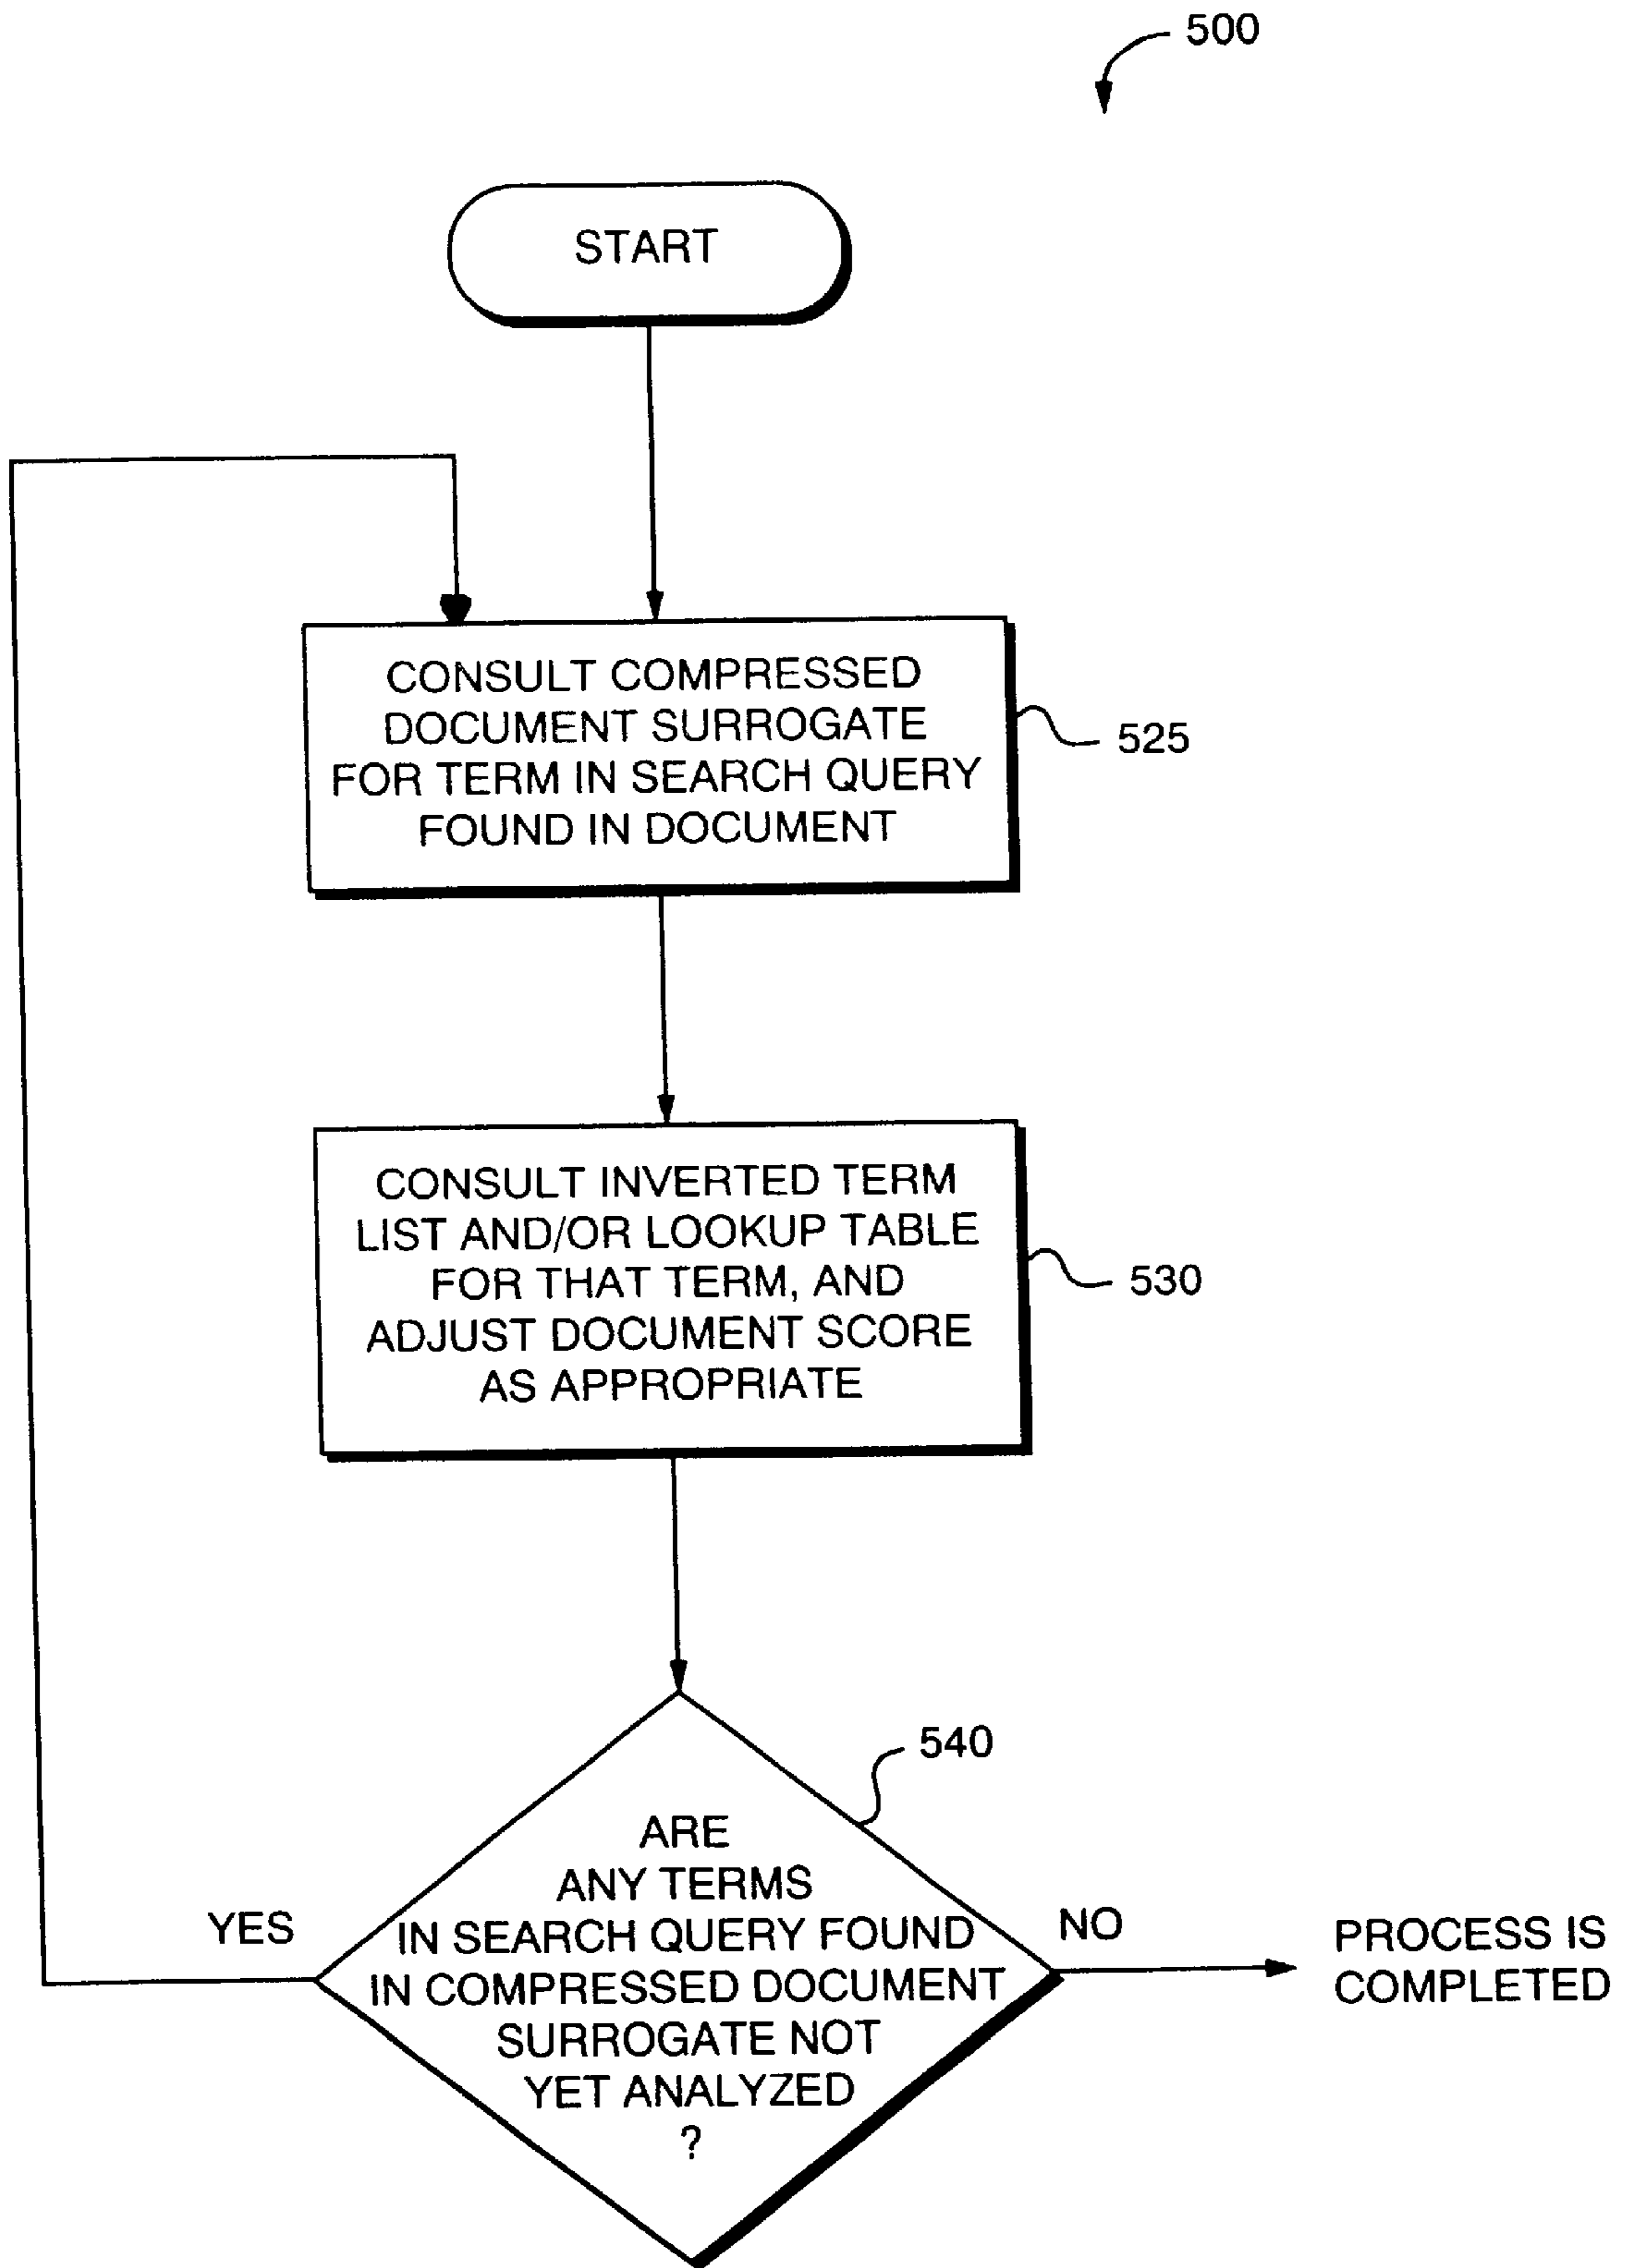 500
START
CONSULT COMPRESSED
DOCUMENT SURROGATE
FOR TERM IN SEARCH QUERY
FOUND IN DOCUMENT
525
CONSULT INVERTED TERM
LIST AND/OR LOOKUP TABLE
FOR THAT TERM, AND
ADJUST DOCUMENT SCORE
AS APPROPRIATE
530
540
ARE
ANY TERMS
IN SEARCH QUERY FOUND
IN COMPRESSED DOCUMENT
SURROGATE NOT
YET ANALYZED
?
YES
NO
PROCESS IS
COMPLETED